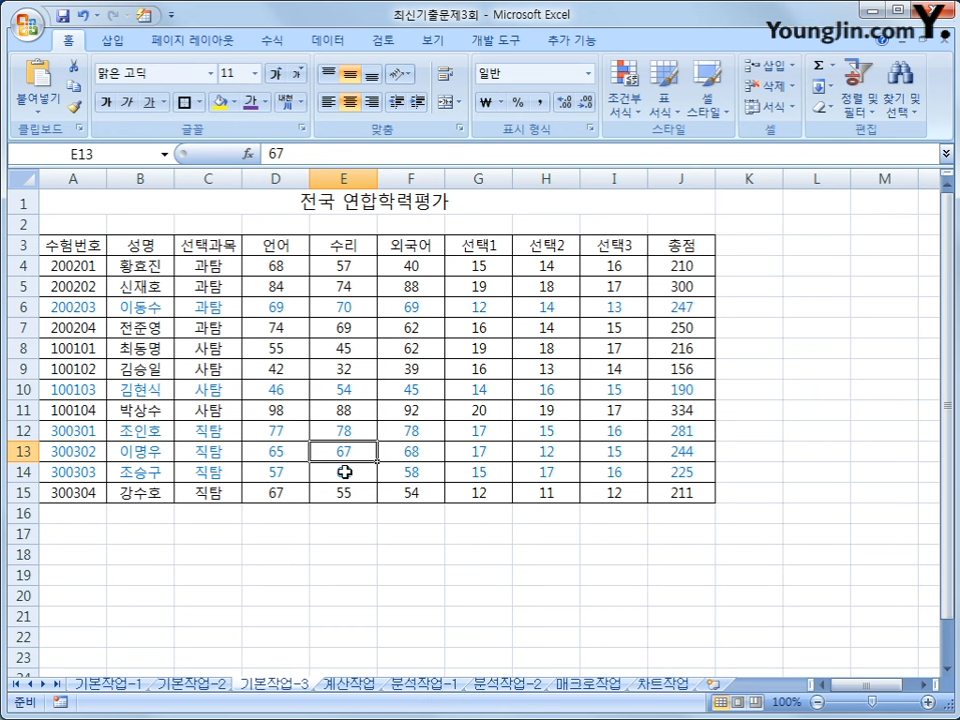 최신기출문제3회 - Microsoft Excel
YoungJin.com Y.
홈 삽입 페이지 레이아웃 수식 데이터 검토 보기 개발 도구 추가 기능
붙여넣기
맑은 고딕 11
가 가 가 가 가
일반
₩ % ,
조건부 서식 표 서식 셀 스타일
삽입
삭제
서식
Σ
정렬 및 필터 찾기 및 선택
클립보드 글꼴 맞춤 표시 형식 스타일 셀 편집
E13 fx 67
A B C D E F G H I J K L M
1 전국 연합학력평가
2
3 수험번호 성명 선택과목 언어 수리 외국어 선택1 선택2 선택3 총점
4 200201 황효진 과탐 68 57 40 15 14 16 210
5 200202 신재호 과탐 84 74 88 19 18 17 300
6 200203 이동수 과탐 69 70 69 12 14 13 247
7 200204 전준영 과탐 74 69 62 16 14 15 250
8 100101 최동명 사탐 55 45 62 19 18 17 216
9 100102 김승일 사탐 42 32 39 16 13 14 156
10 100103 김현식 사탐 46 54 45 14 16 15 190
11 100104 박상수 사탐 98 88 92 20 19 17 334
12 300301 조인호 직탐 77 78 78 17 15 16 281
13 300302 이명우 직탐 65 67 68 17 12 15 244
14 300303 조승구 직탐 57 58 15 17 16 225
15 300304 강수호 직탐 67 55 54 12 11 12 211
16
17
18
19
20
21
22
23
기본작업-1 기본작업-2 기본작업-3 계산작업 분석작업-1 분석작업-2 매크로작업 차트작업
준비 100%